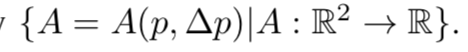 {A = A(p, Δp)|A : ℝ² → ℝ}.